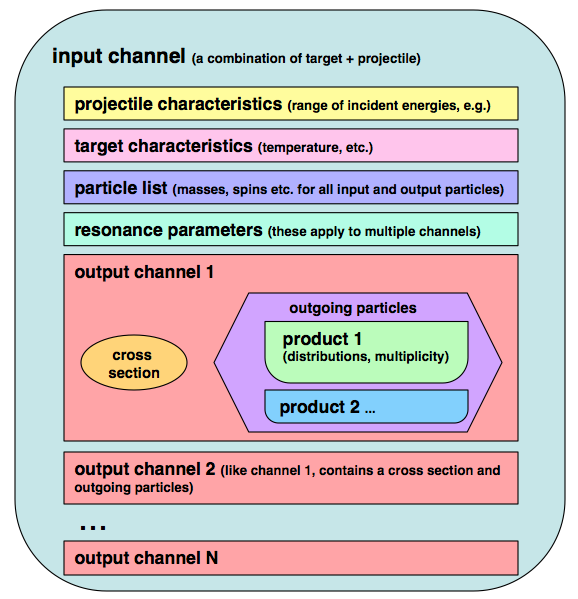 input channel (a combination of target + projectile)
projectile characteristics (range of incident energies, e.g.)
target characteristics (temperature, etc.)
particle list (masses, spins etc. for all input and output particles)
resonance parameters (these apply to multiple channels)
output channel 1
outgoing particles
product 1
(distributions, multiplicity)
cross
section
product 2 ...
output channel 2 (like channel 1, contains a cross section and
outgoing particles)
...
output channel N